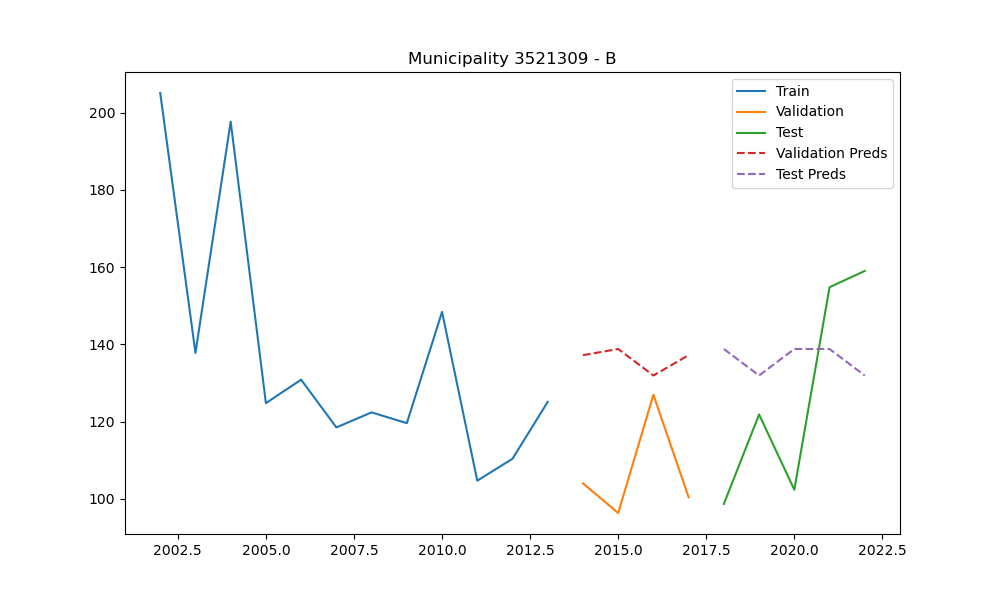 Municipality 3521309 - B
Train
Validation
Test
Validation Preds
Test Preds
200
180
160
140
120
100
2002.5 2005.0 2007.5 2010.0 2012.5 2015.0 2017.5 2020.0 2022.5